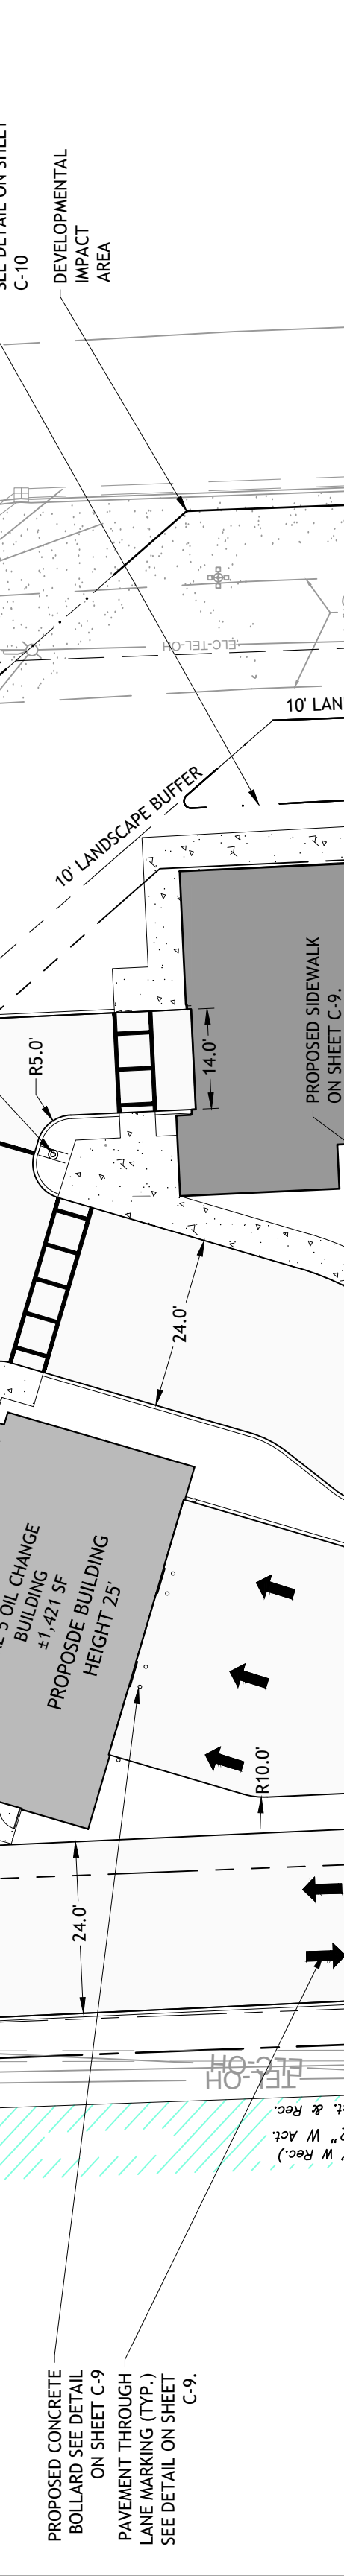 SEE DETAIL ON SHEET
C-10
DEVELOPMENTAL
IMPACT
AREA
ELC-TEL-OH
10' LAN
10' LANDSCAPE BUFFER
R5.0'
14.0'
PROPOSED SIDEWALK
ON SHEET C-9.
24.0'
5 OIL CHANGE
BUILDING
±1,421 SF
PROPOSDE BUILDING
HEIGHT 25'
R10.0'
24.0'
ELC-OH
TEL-OH
t. & Rec.
W Act.
" W Rec.)
PROPOSED CONCRETE
BOLLARD SEE DETAIL
ON SHEET C-9
PAVEMENT THROUGH
LANE MARKING (TYP.)
SEE DETAIL ON SHEET
C-9.